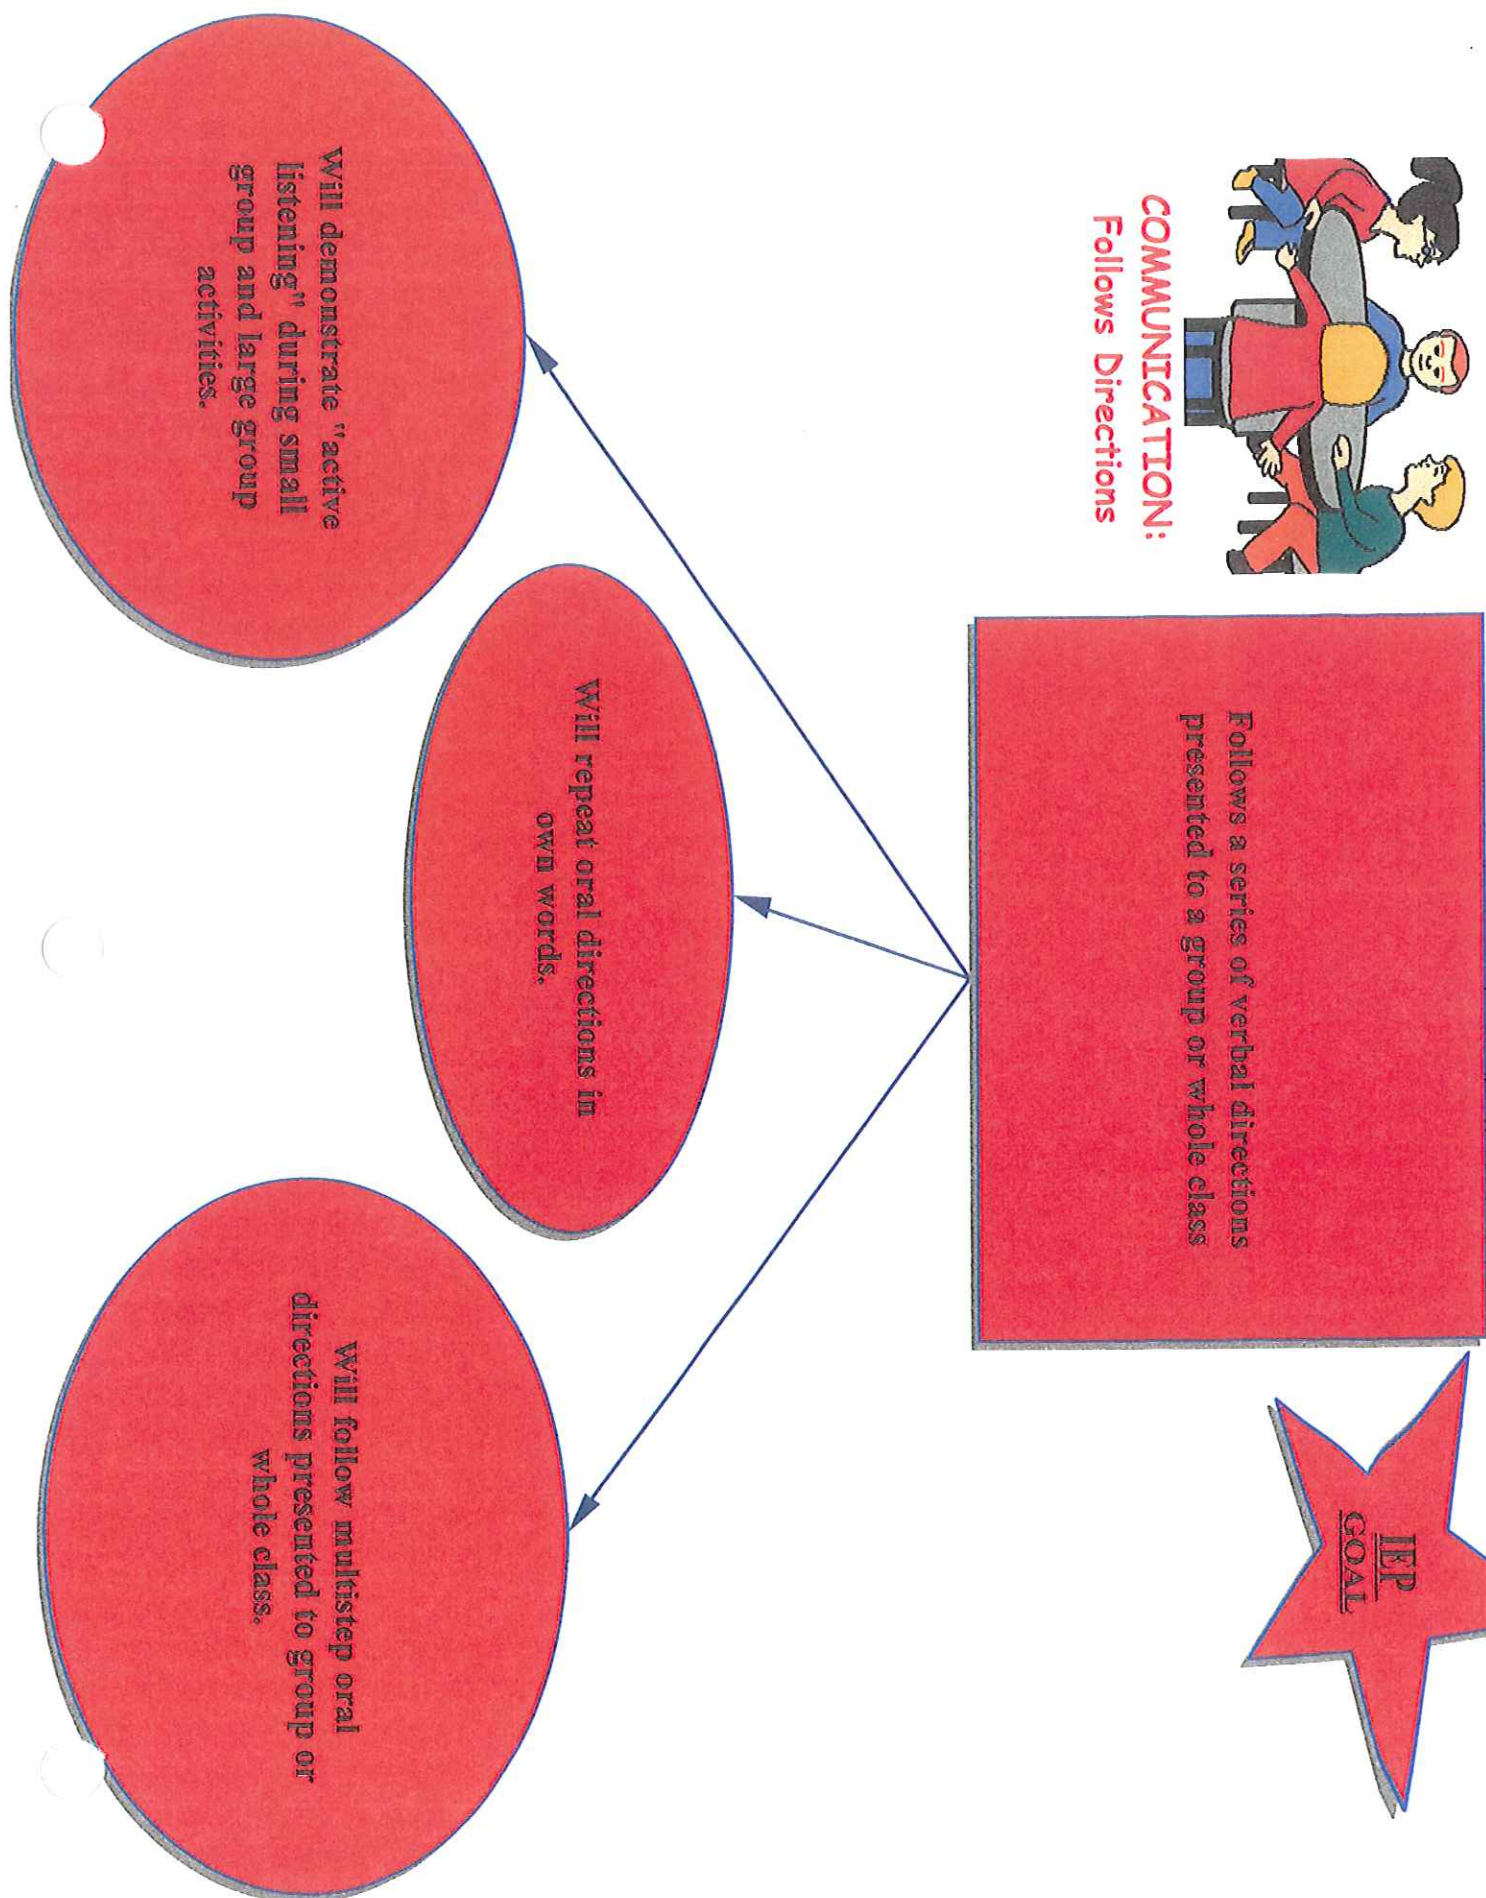 COMMUNICATION:
Follows Directions
Follows a series of verbal directions
presented to a group or whole class
IEP
GOAL
Will demonstrate "active
listening" during small
group and large group
activities.
Will repeat oral directions in
own words.
Will follow multistep oral
directions presented to group or
whole class.